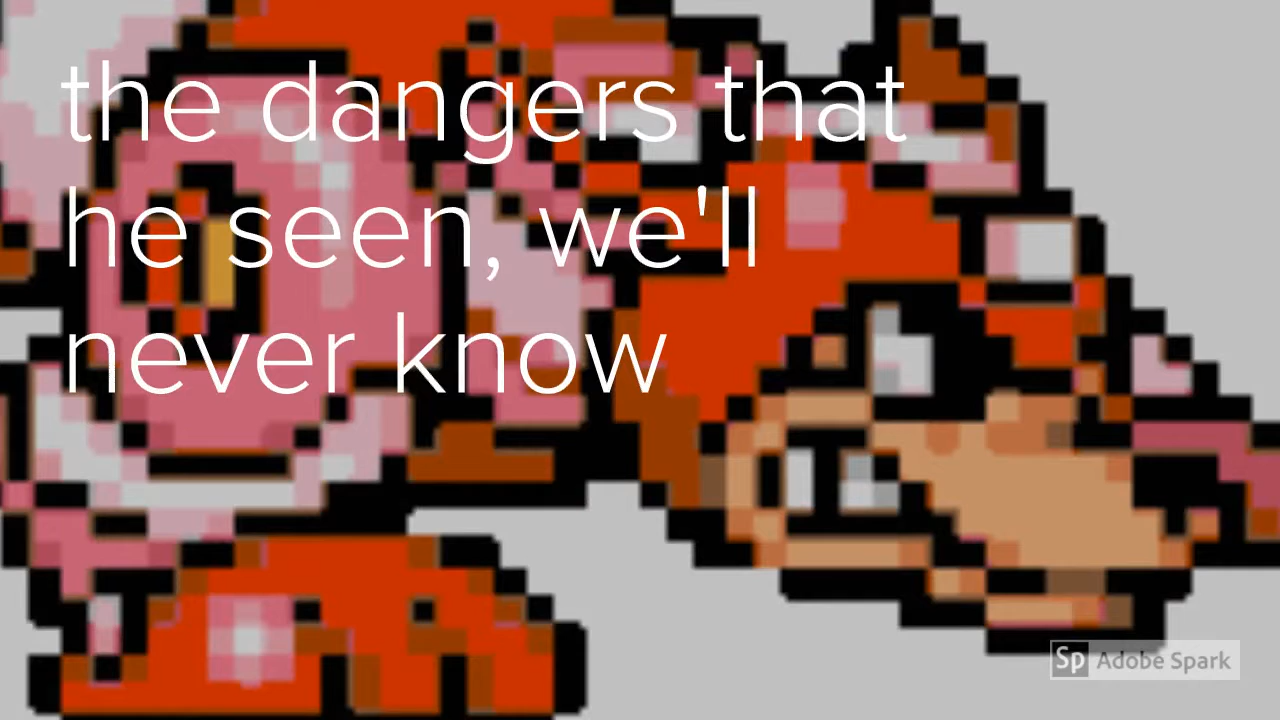 the dangers that
he seen, we'll
never know
Sp Adobe Spark